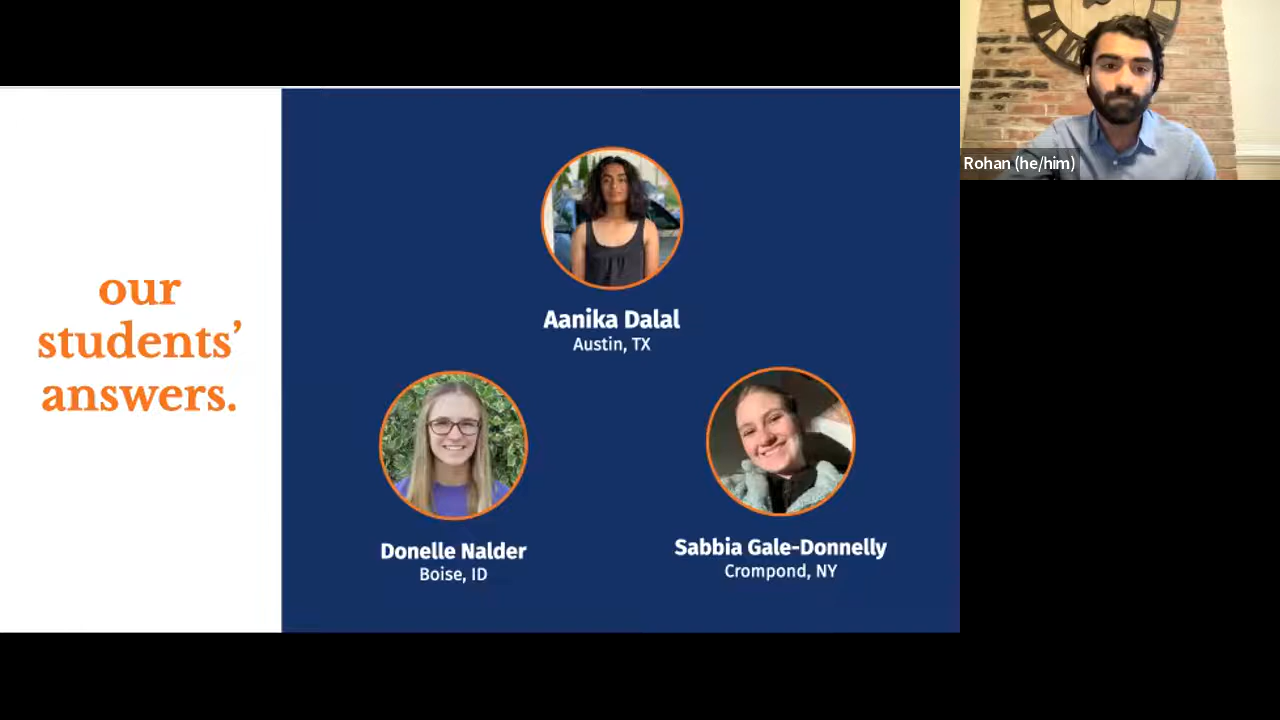 our
students’
answers.
Aanika Dalal
Austin, TX
Donelle Nalder
Boise, ID
Sabbia Gale-Donnelly
Crompond, NY
Rohan (he/him)